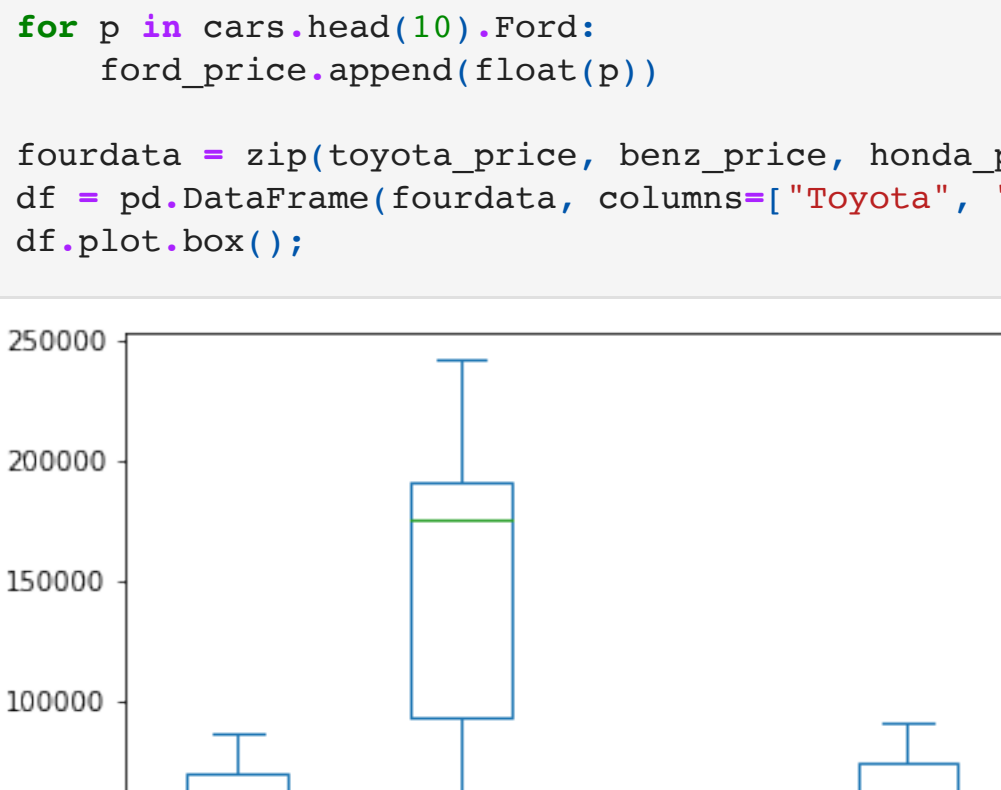 for p in cars.head(10).Ford:
    ford_price.append(float(p))
fourdata = zip(toyota_price, benz_price, honda_p
df = pd.DataFrame(fourdata, columns=["Toyota", "
df.plot.box();
250000
200000
150000
100000